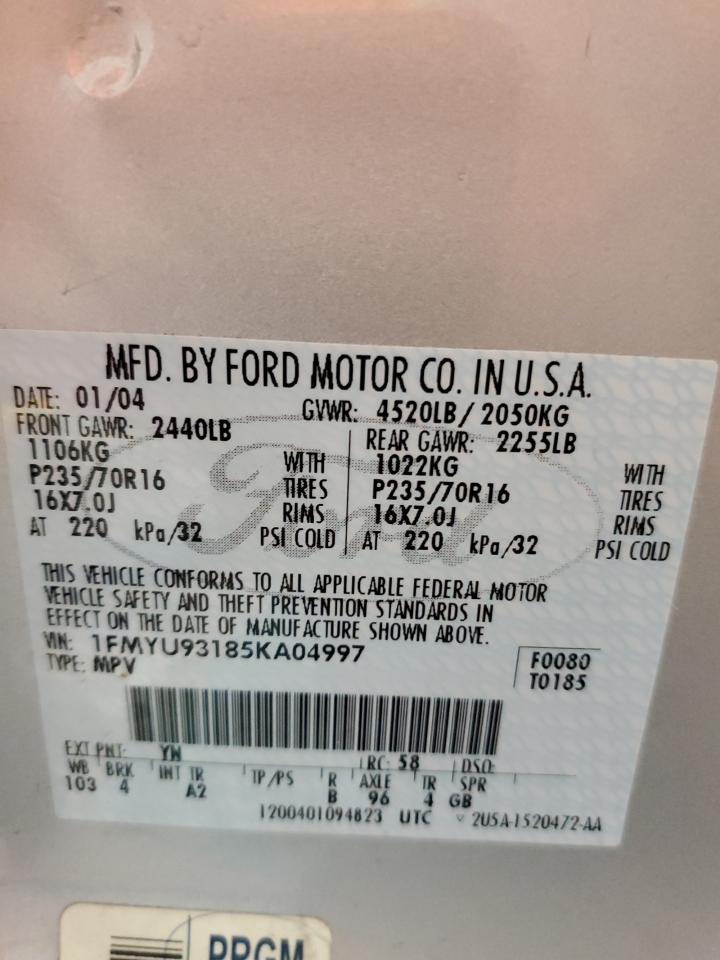 MFD. BY FORD MOTOR CO. IN U.S.A.
DATE: 01/04 GVWR: 4520LB/ 2050KG
FRONT GAWR: 2440LB REAR GAWR: 2255LB
1106KG WITH 1022KG WITH
P235/70R16 TIRES P235/70R16 TIRES
16X7.0J RIMS 16X7.0J RIMS
AT 220 kPa/32 PSI COLD AT 220 kPa/32 PSI COLD
Ford
THIS VEHICLE CONFORMS TO ALL APPLICABLE FEDERAL MOTOR
VEHICLE SAFETY AND THEFT PREVENTION STANDARDS IN
EFFECT ON THE DATE OF MANUFACTURE SHOWN ABOVE.
VIN: 1FMYU93185KA04997 F0080
TYPE: MPV T0185
EXT PNT: YN RC: 58 DSO:
WB BRK INT TR TP/PS R AXLE TR SPR
103 4 A2 B 96 4 GB
1200401094823 UTC 2U5A-1520472-AA
PRGM